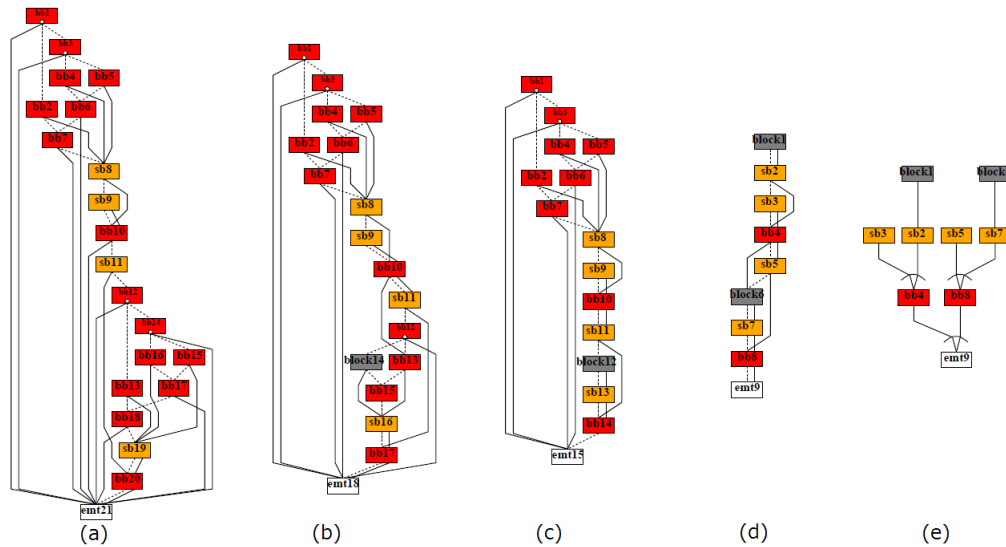 bb1
bb3
bb4 bb5
bb2 bb6
bb7
sb8
sb9
bb10
sb11
bb12
bb14
bb16 bb15
bb13 bb17
bb18
sb19
bb20
emt21
(a)
bb1
bb3
bb4 bb5
bb2 bb6
bb7
sb8
sb9
bb10
sb11
bb12
block14 bb13
bb15
sb16
bb17
emt18
(b)
bb1
bb3
bb4 bb5
bb2 bb6
bb7
sb8
sb9
bb10
sb11
block12
sb13
bb14
emt15
(c)
block1
sb2
sb3
bb4
sb5
block6
sb7
bb8
emt9
(d)
block1 block6
sb3 sb2 sb5 sb7
bb4 bb8
emt9
(e)